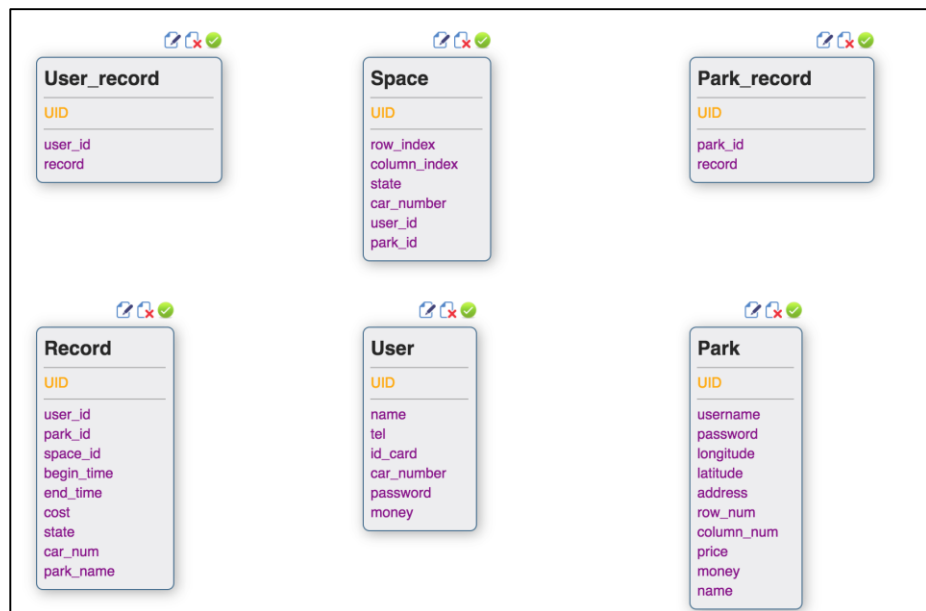 User_record
UID
user_id
record
Space
UID
row_index
column_index
state
car_number
user_id
park_id
Park_record
UID
park_id
record
Record
UID
user_id
park_id
space_id
begin_time
end_time
cost
state
car_num
park_name
User
UID
name
tel
id_card
car_number
password
money
Park
UID
username
password
longitude
latitude
address
row_num
column_num
price
money
name